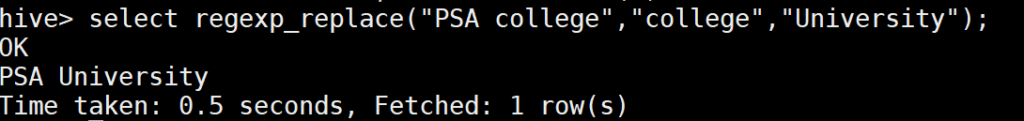 hive> select regexp_replace("PSA college","college","University");
OK
PSA University
Time taken: 0.5 seconds, Fetched: 1 row(s)